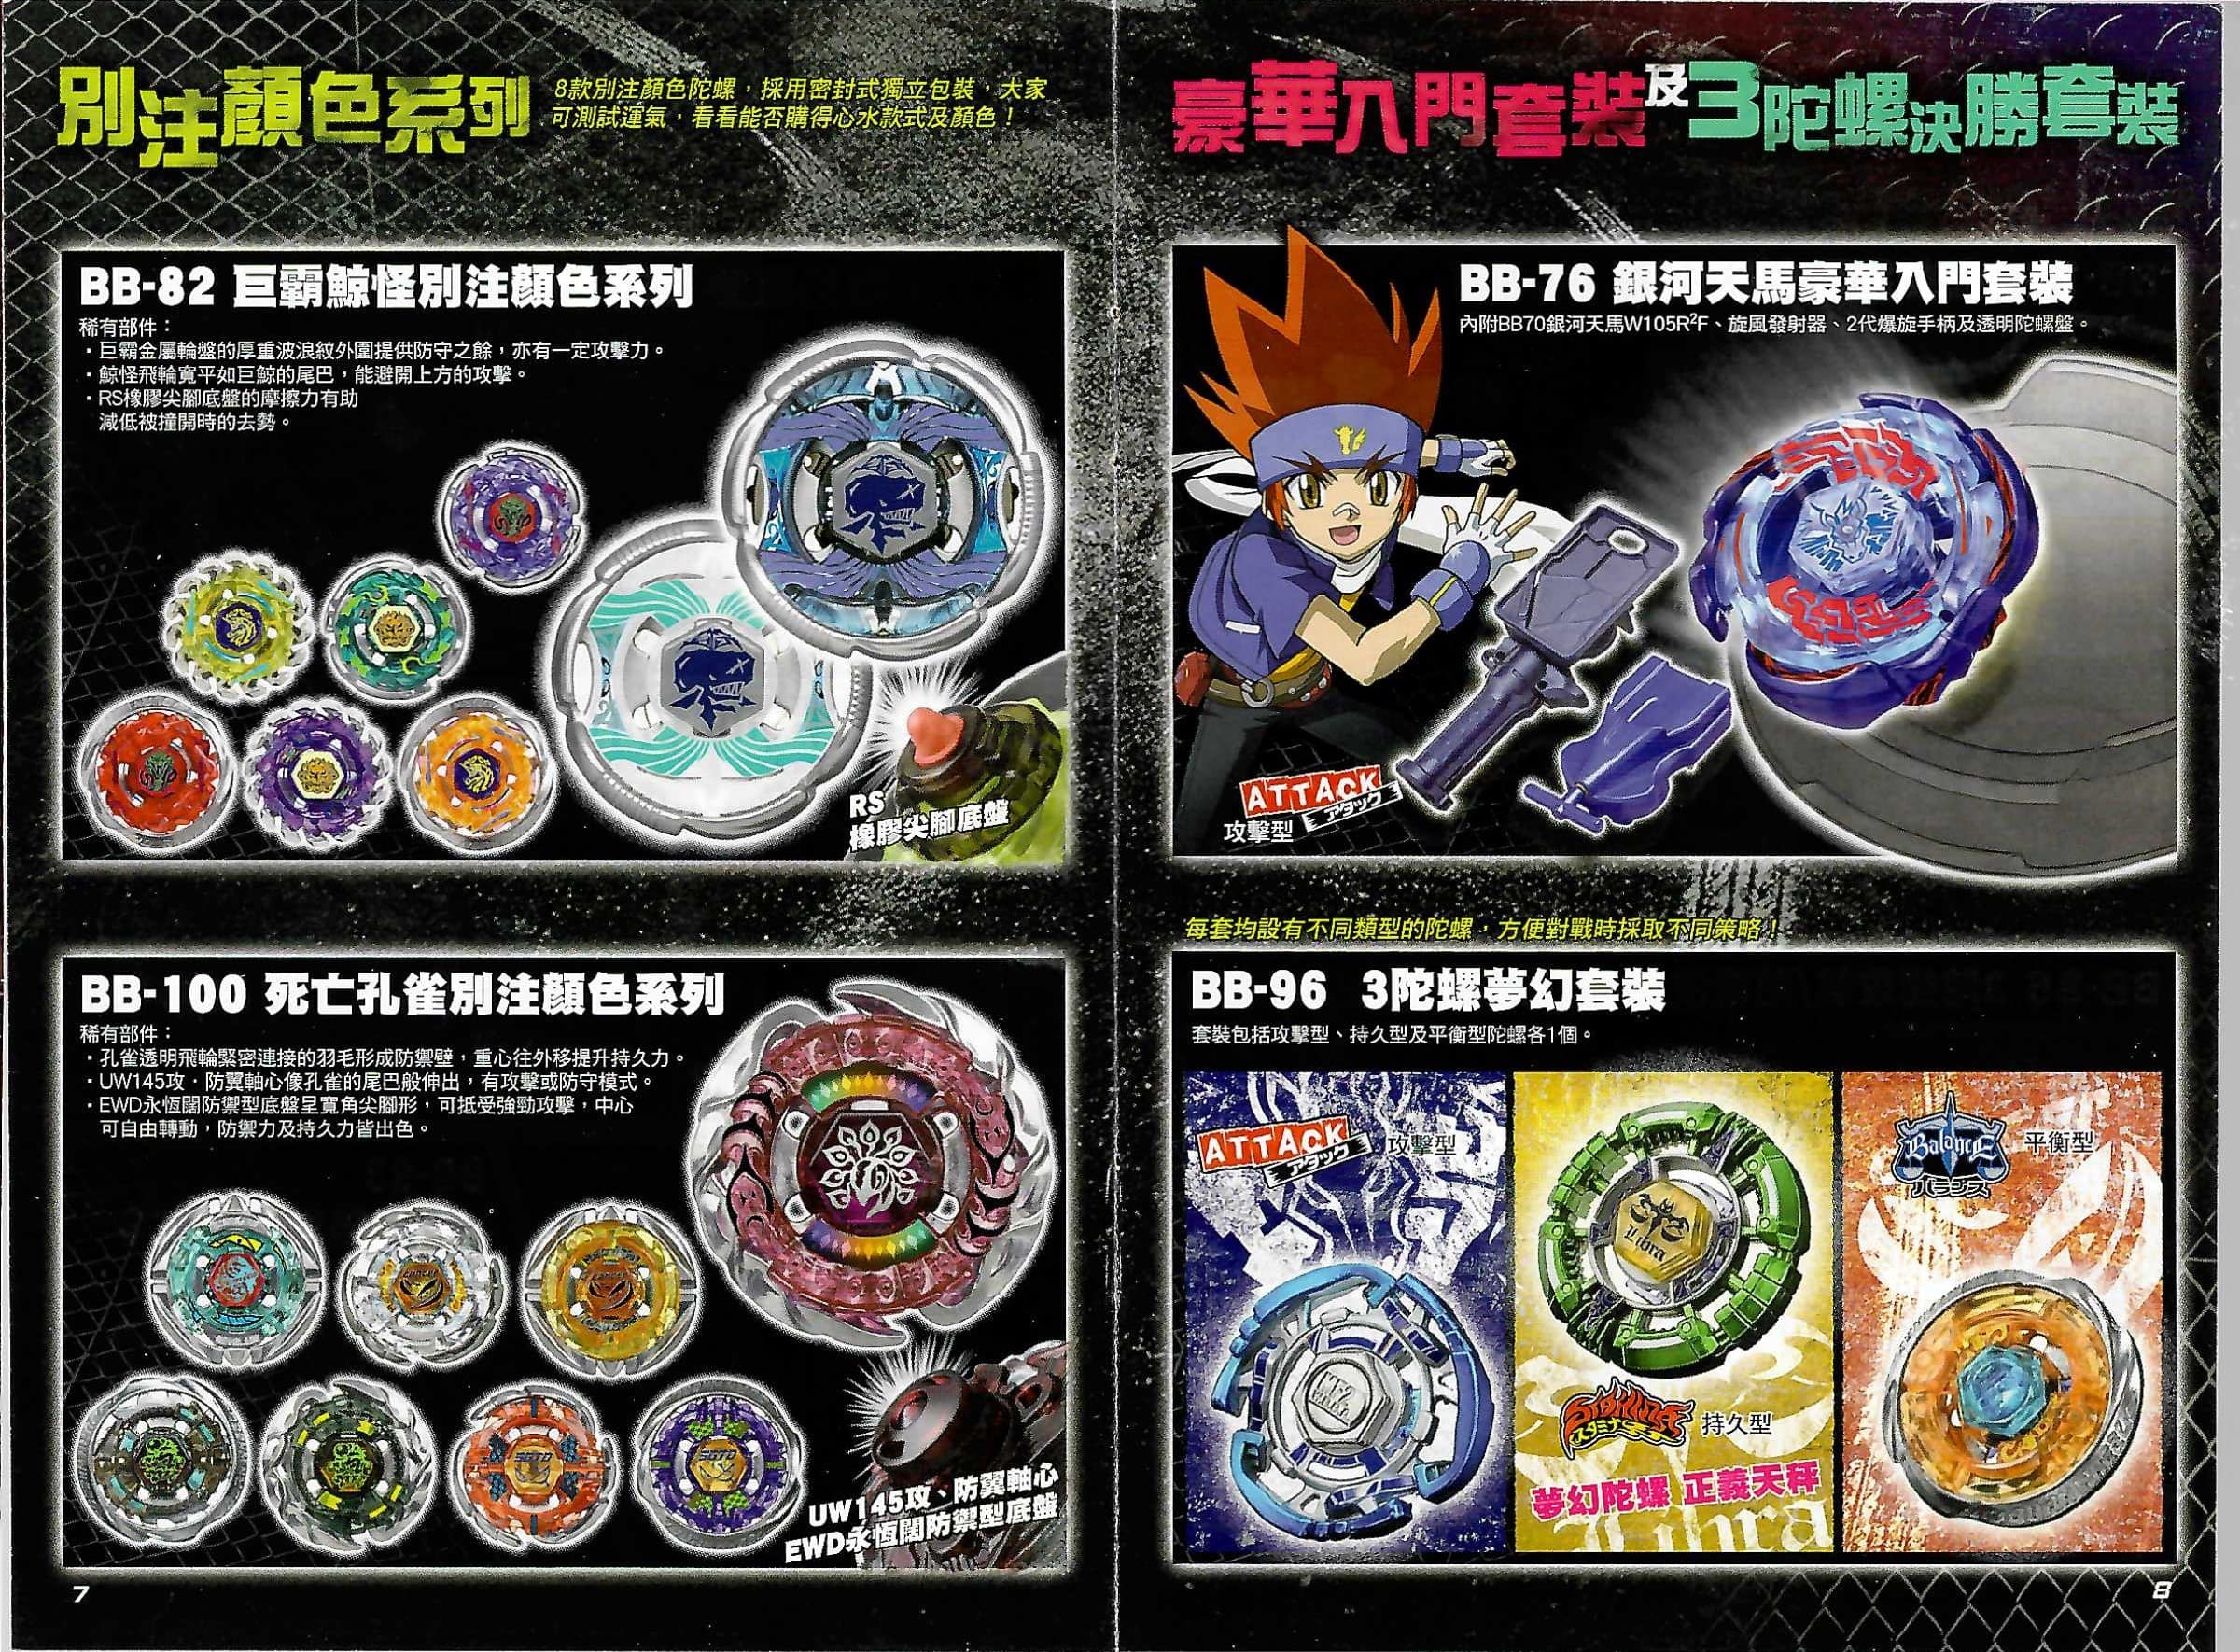 別注顏色系列
8款別注顏色陀螺，採用密封式獨立包裝，大家
可測試運氣，看看能否購得心水款式及顏色！
BB-82 巨霸鯨怪別注顏色系列
稀有部件：
・巨霸金屬輪盤的厚重波浪紋外圍提供防守之餘，亦有一定攻擊力。
・鯨怪飛輪寬平如巨鯨的尾巴，能避開上方的攻擊。
・RS橡膠尖腳底盤的摩擦力有助
減低被撞開時的去勢。
RS
橡膠尖腳底盤
BB-100 死亡孔雀別注顏色系列
稀有部件：
・孔雀透明飛輪緊密連接的羽毛形成防禦壁，重心往外移提升持久力。
・UW145攻・防翼軸心像孔雀的尾巴般伸出，有攻擊或防守模式。
・EWD永恆闊防禦型底盤呈寬角尖腳形，可抵受強勁攻擊，中心
可自由轉動，防禦力及持久力皆出色。
UW145攻、防翼軸心
EWD永恆闊防禦型底盤
7
豪華入門套裝及3陀螺決勝套裝
BB-76 銀河天馬豪華入門套裝
內附BB70銀河天馬W105R²F、旋風發射器、2代爆旋手柄及透明陀螺盤。
ATTACK
アタック
攻擊型
每套均設有不同類型的陀螺，方便對戰時採取不同策略！
BB-96 3陀螺夢幻套裝
套裝包括攻擊型、持久型及平衡型陀螺各1個。
ATTACK
アタック
攻擊型
Libra
STAMINA
スタミナ
持久型
夢幻陀螺 正義天秤
Libra
Balance
バランス
平衡型
8